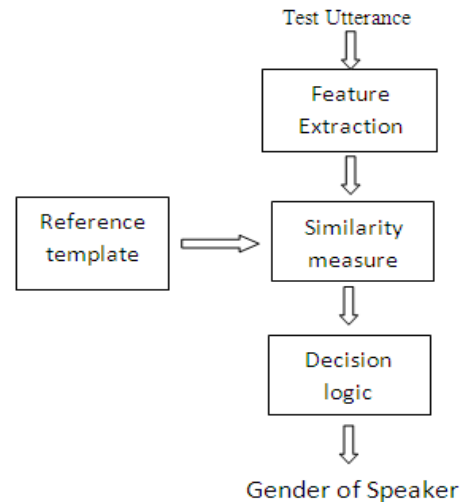 Test Utterance
Feature
Extraction
Reference
template
Similarity
measure
Decision
logic
Gender of Speaker